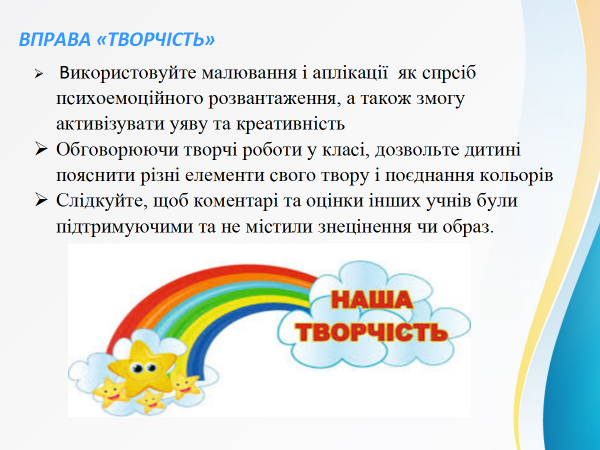 ВПРАВА «ТВОРЧІСТЬ»
➢ Використовуйте малювання і аплікації як спрсіб
психоемоційного розвантаження, а також змогу
активізувати уяву та креативність
➢ Обговорюючи творчі роботи у класі, дозвольте дитині
пояснити різні елементи свого твору і поєднання кольорів
➢ Слідкуйте, щоб коментарі та оцінки інших учнів були
підтримуючими та не містили знецінення чи образ.
НАША
ТВОРЧІСТЬ